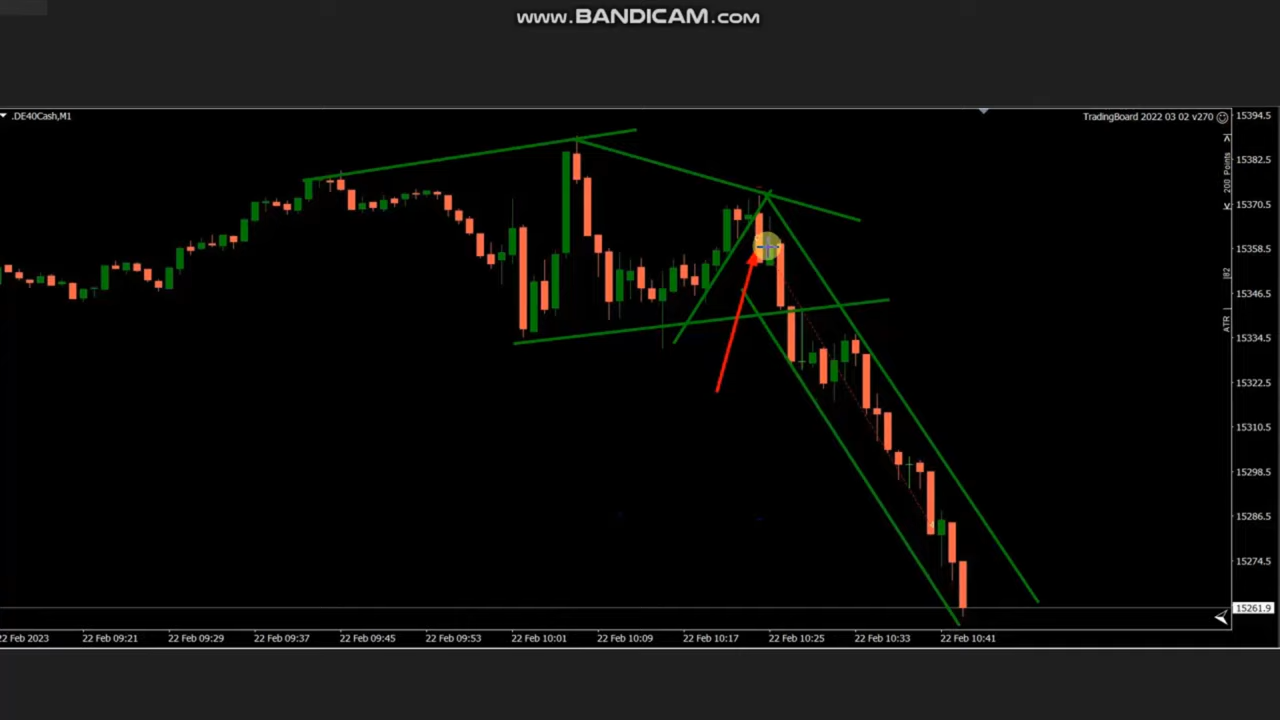 www.BANDICAM.com
.DE40Cash,M1
TradingBoard 2022 03 02 v270
15394.5
15382.5
15370.5
15358.5
15346.5
15334.5
15322.5
15310.5
15298.5
15286.5
15274.5
15261.9
200 Points
182
ATR
22 Feb 2023
22 Feb 09:21
22 Feb 09:29
22 Feb 09:37
22 Feb 09:45
22 Feb 09:53
22 Feb 10:01
22 Feb 10:09
22 Feb 10:17
22 Feb 10:25
22 Feb 10:33
22 Feb 10:41